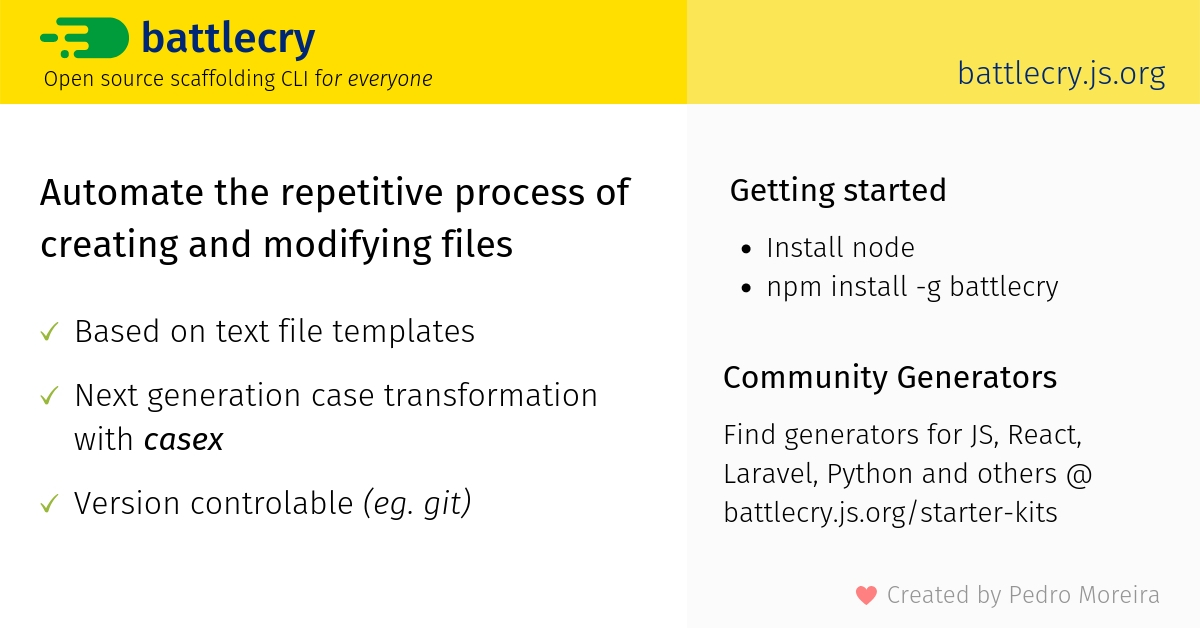 battlecry
Open source scaffolding CLI for everyone
battlecry.js.org
Automate the repetitive process of
creating and modifying files
✓ Based on text file templates
✓ Next generation case transformation
with casex
✓ Version controlable (eg. git)
Getting started
• Install node
• npm install -g battlecry
Community Generators
Find generators for JS, React,
Laravel, Python and others @
battlecry.js.org/starter-kits
Created by Pedro Moreira